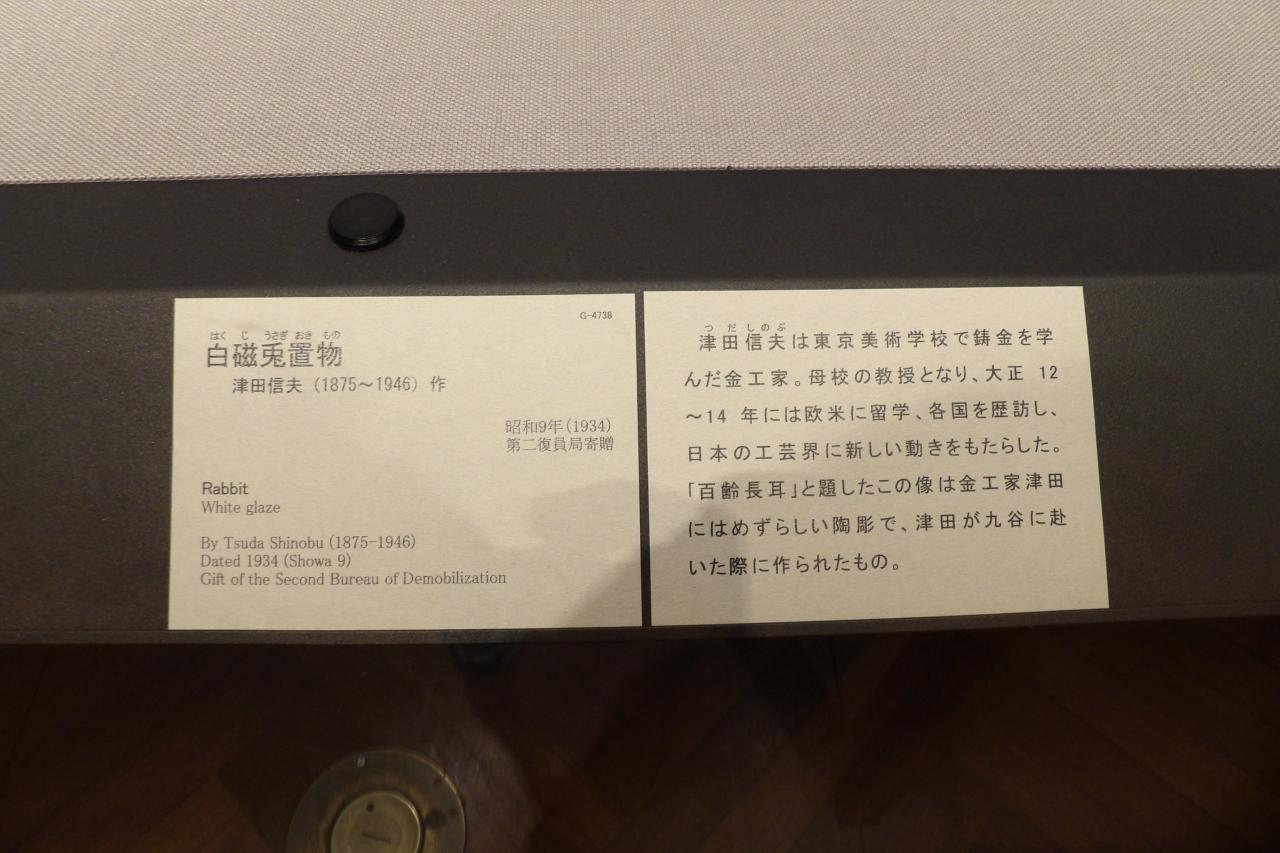 G-4738
はく じ うさぎ おき もの
白磁兎置物
津田信夫（1875～1946）作
昭和9年(1934)
第二復員局寄贈
Rabbit
White glaze
By Tsuda Shinobu (1875-1946)
Dated 1934 (Showa 9)
Gift of the Second Bureau of Demobilization
つ だ しのぶ
津田信夫は東京美術学校で鋳金を学
んだ金工家。母校の教授となり、大正 12
～14 年には欧米に留学、各国を歴訪し、
日本の工芸界に新しい動きをもたらした。
「百齢長耳」と題したこの像は金工家津田
にはめずらしい陶彫で、津田が九谷に赴
いた際に作られたもの。